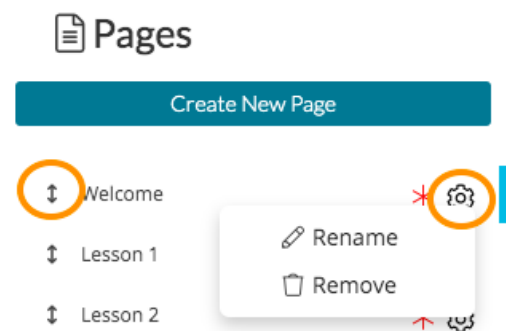 Pages
Create New Page
Welcome
Rename
Lesson 1
Remove
Lesson 2